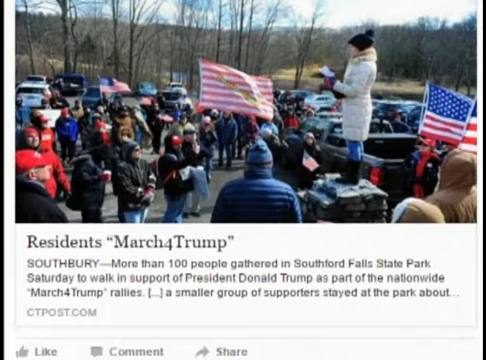 Residents “March4Trump”
SOUTHBURY—More than 100 people gathered in Southford Falls State Park
Saturday to walk in support of President Donald Trump as part of the nationwide
“March4Trump” rallies. [...] a smaller group of supporters stayed at the park about...
CTPOST.COM
Like Comment Share